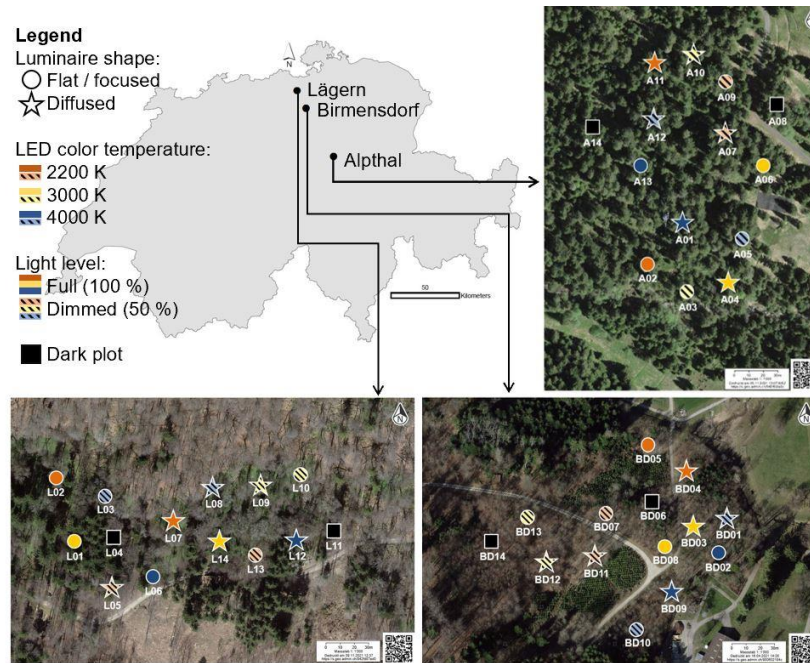 Legend
Luminaire shape:
Flat / focused
Diffused
LED color temperature:
2200 K
3000 K
4000 K
Light level:
Full (100 %)
Dimmed (50 %)
Dark plot
N
Lägern
Birmensdorf
Alpthal
50
Kilometers
A11
A10
A09
A08
A14
A12
A07
A13
A06
A01
A05
A02
A03
A04
L02
L03
L10
L09
L08
L07
L01
L04
L14
L13
L12
L11
L05
L06
BD05
BD04
BD06
BD07
BD13
BD01
BD03
BD14
BD12
BD11
BD08
BD02
BD09
BD10